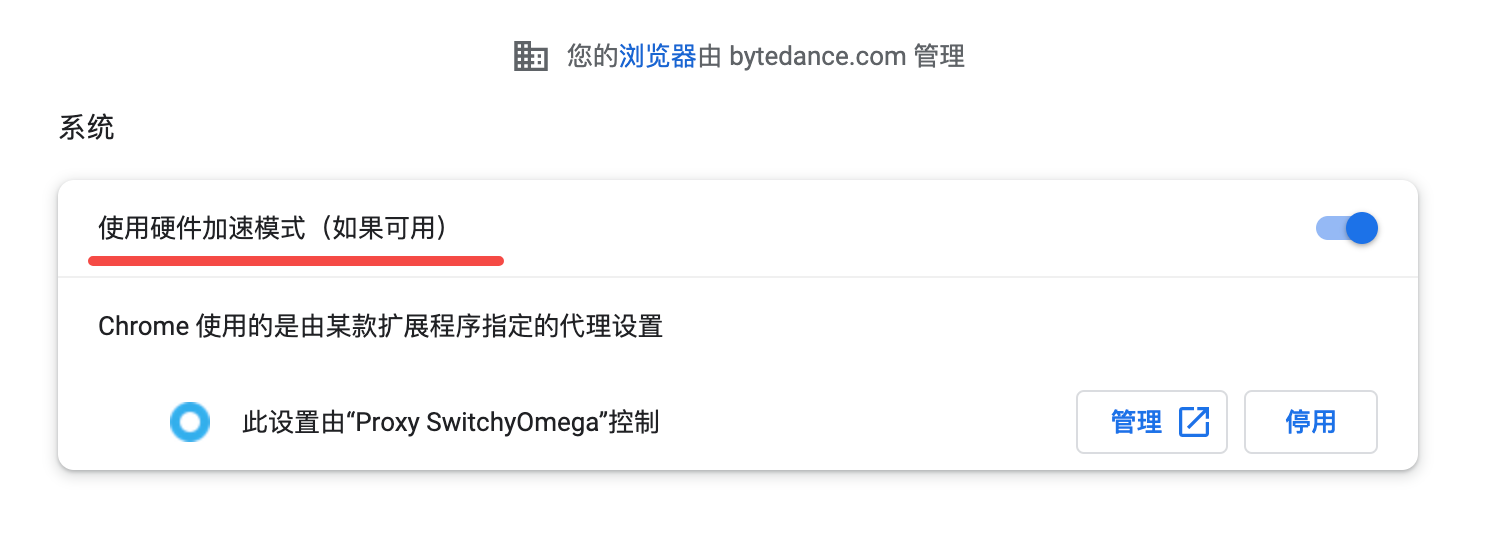 您的浏览器由 bytedance.com 管理
系统
使用硬件加速模式（如果可用）
Chrome 使用的是由某款扩展程序指定的代理设置
此设置由“Proxy SwitchyOmega”控制
管理
停用